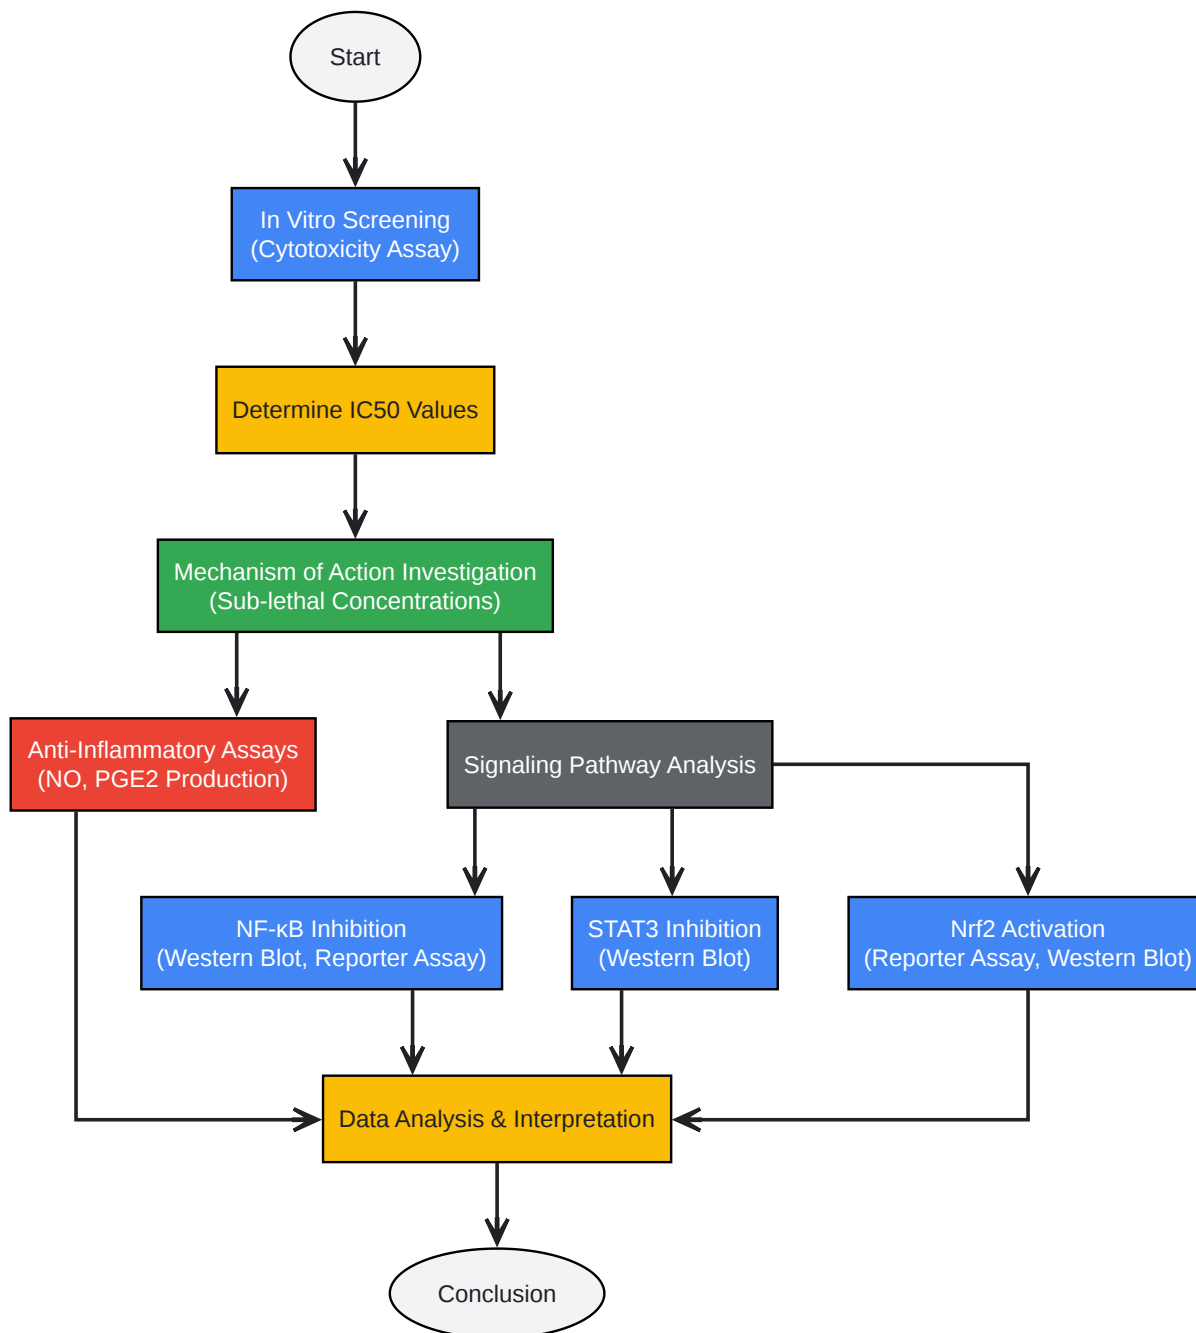 Start
In Vitro Screening
(Cytotoxicity Assay)
Determine IC50 Values
Mechanism of Action Investigation
(Sub-lethal Concentrations)
Anti-Inflammatory Assays
(NO, PGE2 Production)
Signaling Pathway Analysis
NF-κB Inhibition
(Western Blot, Reporter Assay)
STAT3 Inhibition
(Western Blot)
Nrf2 Activation
(Reporter Assay, Western Blot)
Data Analysis & Interpretation
Conclusion